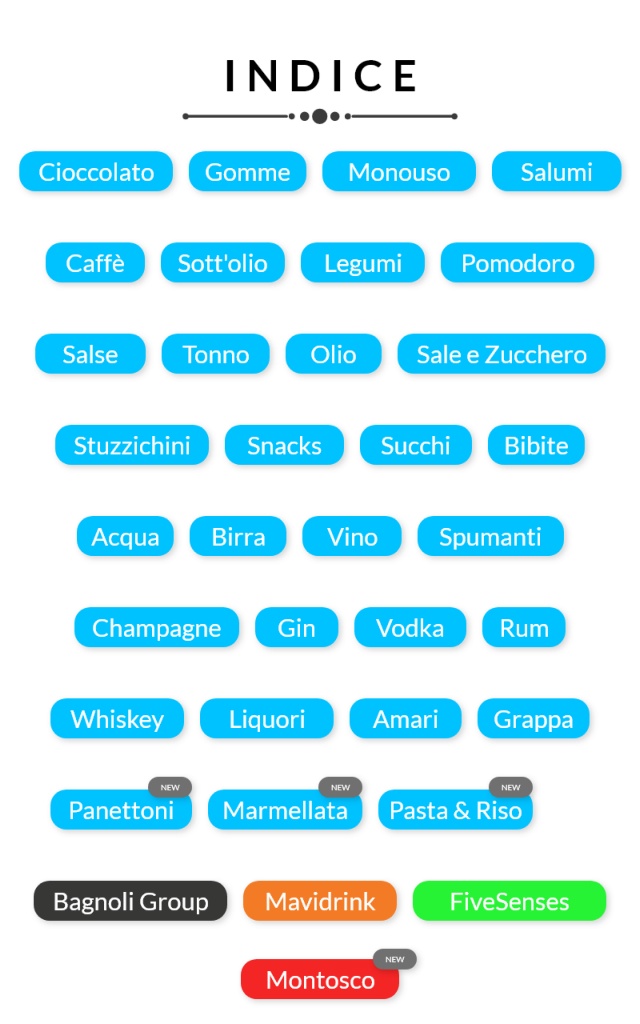 INDICE
Cioccolato Gomme Monouso Salumi
Caffè Sott'olio Legumi Pomodoro
Salse Tonno Olio Sale e Zucchero
Stuzzichini Snacks Succhi Bibite
Acqua Birra Vino Spumanti
Champagne Gin Vodka Rum
Whiskey Liquori Amari Grappa
NEW NEW NEW
Panettoni Marmellata Pasta & Riso
Bagnoli Group Mavidrink FiveSenses
NEW
Montosco